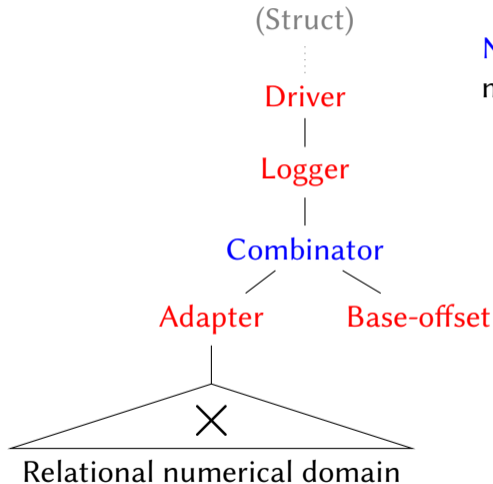 (Struct)
Driver
Logger
Combinator
Adapter Base-offset
Relational numerical domain